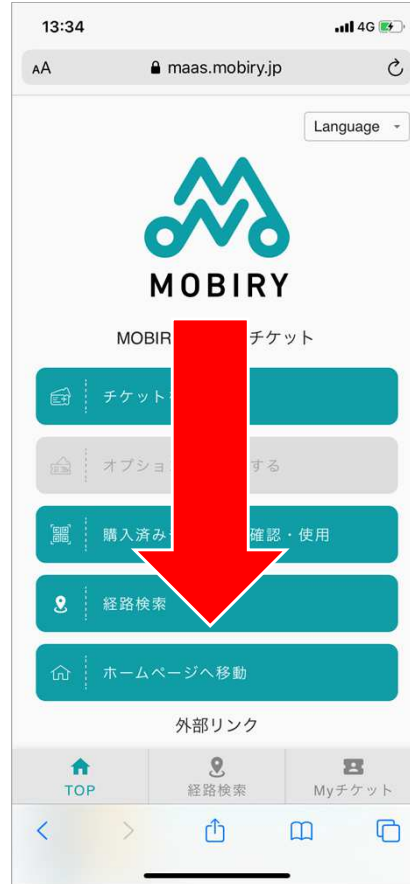 13:34
4G
AA maas.mobiry.jp
Language
MOBIRY
MOBIR チケット
チケット
オプショ する
購入済み 確認・使用
経路検索
ホームページへ移動
外部リンク
TOP 経路検索 Myチケット